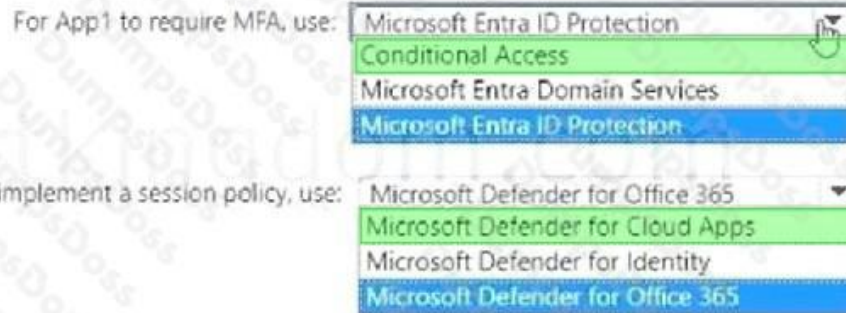 For App1 to require MFA, use: Microsoft Entra ID Protection
Conditional Access
Microsoft Entra Domain Services
Microsoft Entra ID Protection
implement a session policy, use: Microsoft Defender for Office 365
Microsoft Defender for Cloud Apps
Microsoft Defender for Identity
Microsoft Defender for Office 365
DumpsDoss